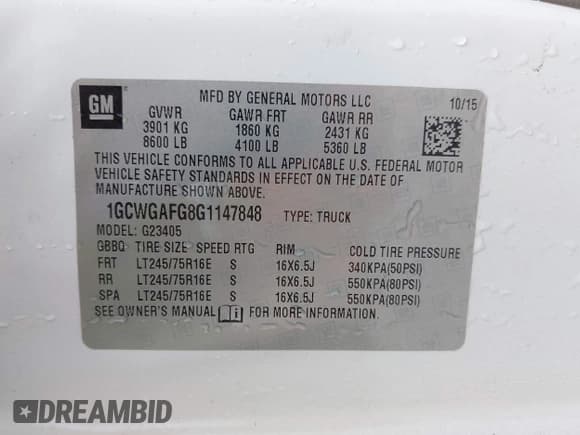 GM
MFD BY GENERAL MOTORS LLC 10/15
GVWR GAWR FRT GAWR RR
3901 KG 1860 KG 2431 KG
8600 LB 4100 LB 5360 LB
THIS VEHICLE CONFORMS TO ALL APPLICABLE U.S. FEDERAL MOTOR
VEHICLE SAFETY STANDARDS IN EFFECT ON THE DATE OF
MANUFACTURE SHOWN ABOVE.
1GCWGAFG8G1147848 TYPE: TRUCK
MODEL: G23405
GBBQ TIRE SIZE SPEED RTG RIM COLD TIRE PRESSURE
FRT LT245/75R16E S 16X6.5J 340KPA(50PSI)
RR LT245/75R16E S 16X6.5J 550KPA(80PSI)
SPA LT245/75R16E S 16X6.5J 550KPA(80PSI)
SEE OWNER'S MANUAL FOR MORE INFORMATION.
DREAMBID